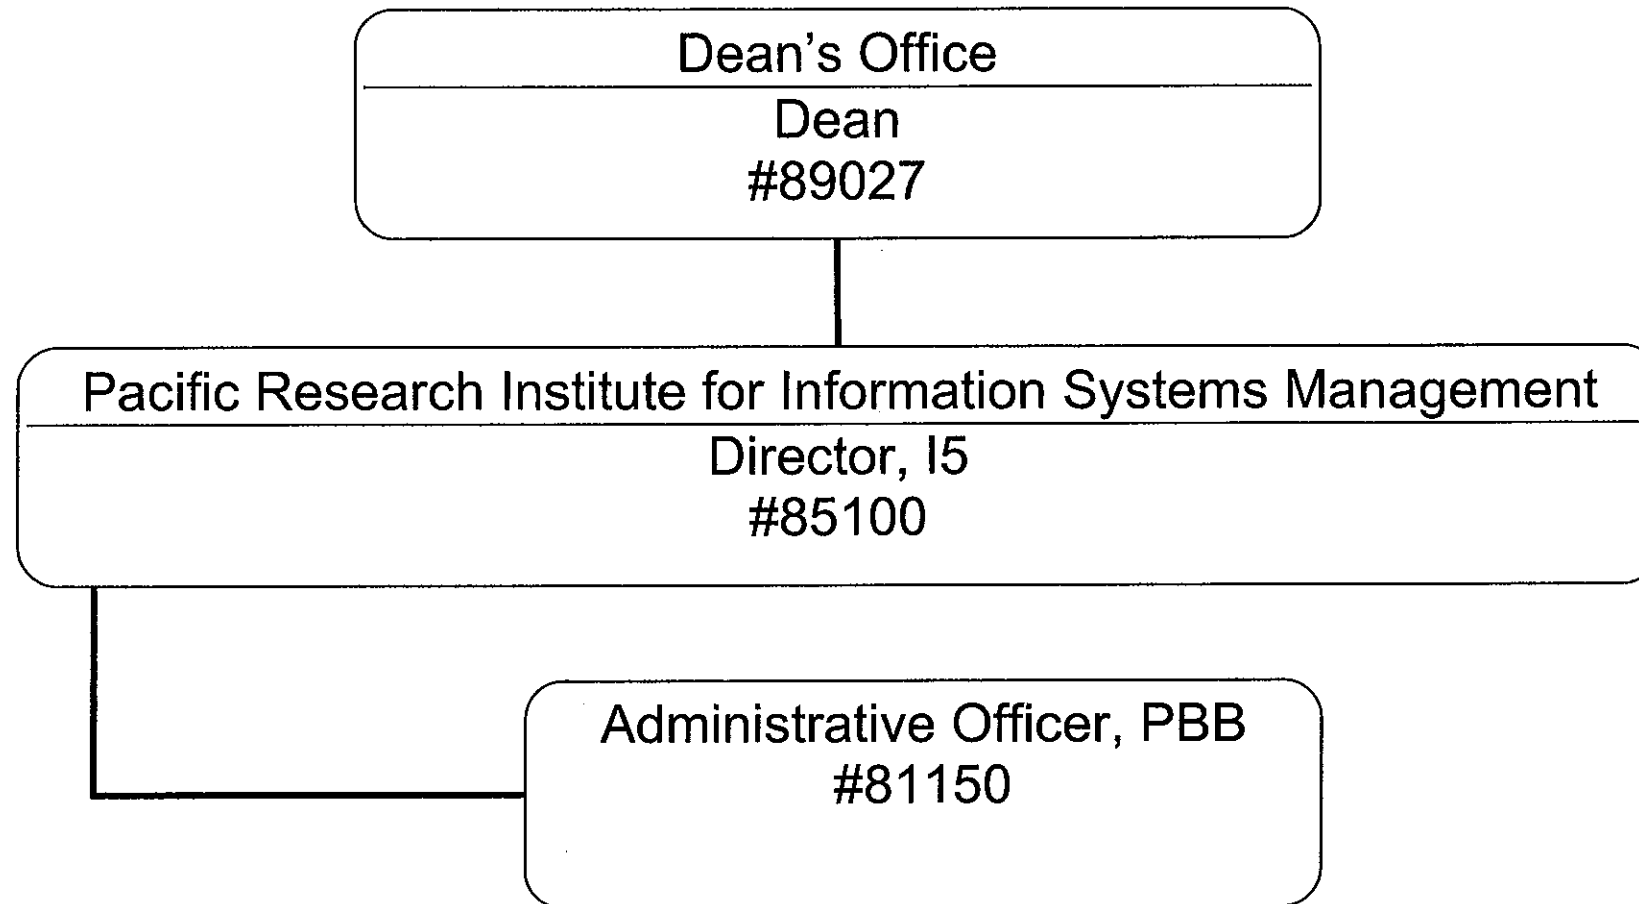 Dean's Office
Dean
#89027
Pacific Research Institute for Information Systems Management
Director, I5
#85100
Administrative Officer, PBB
#81150